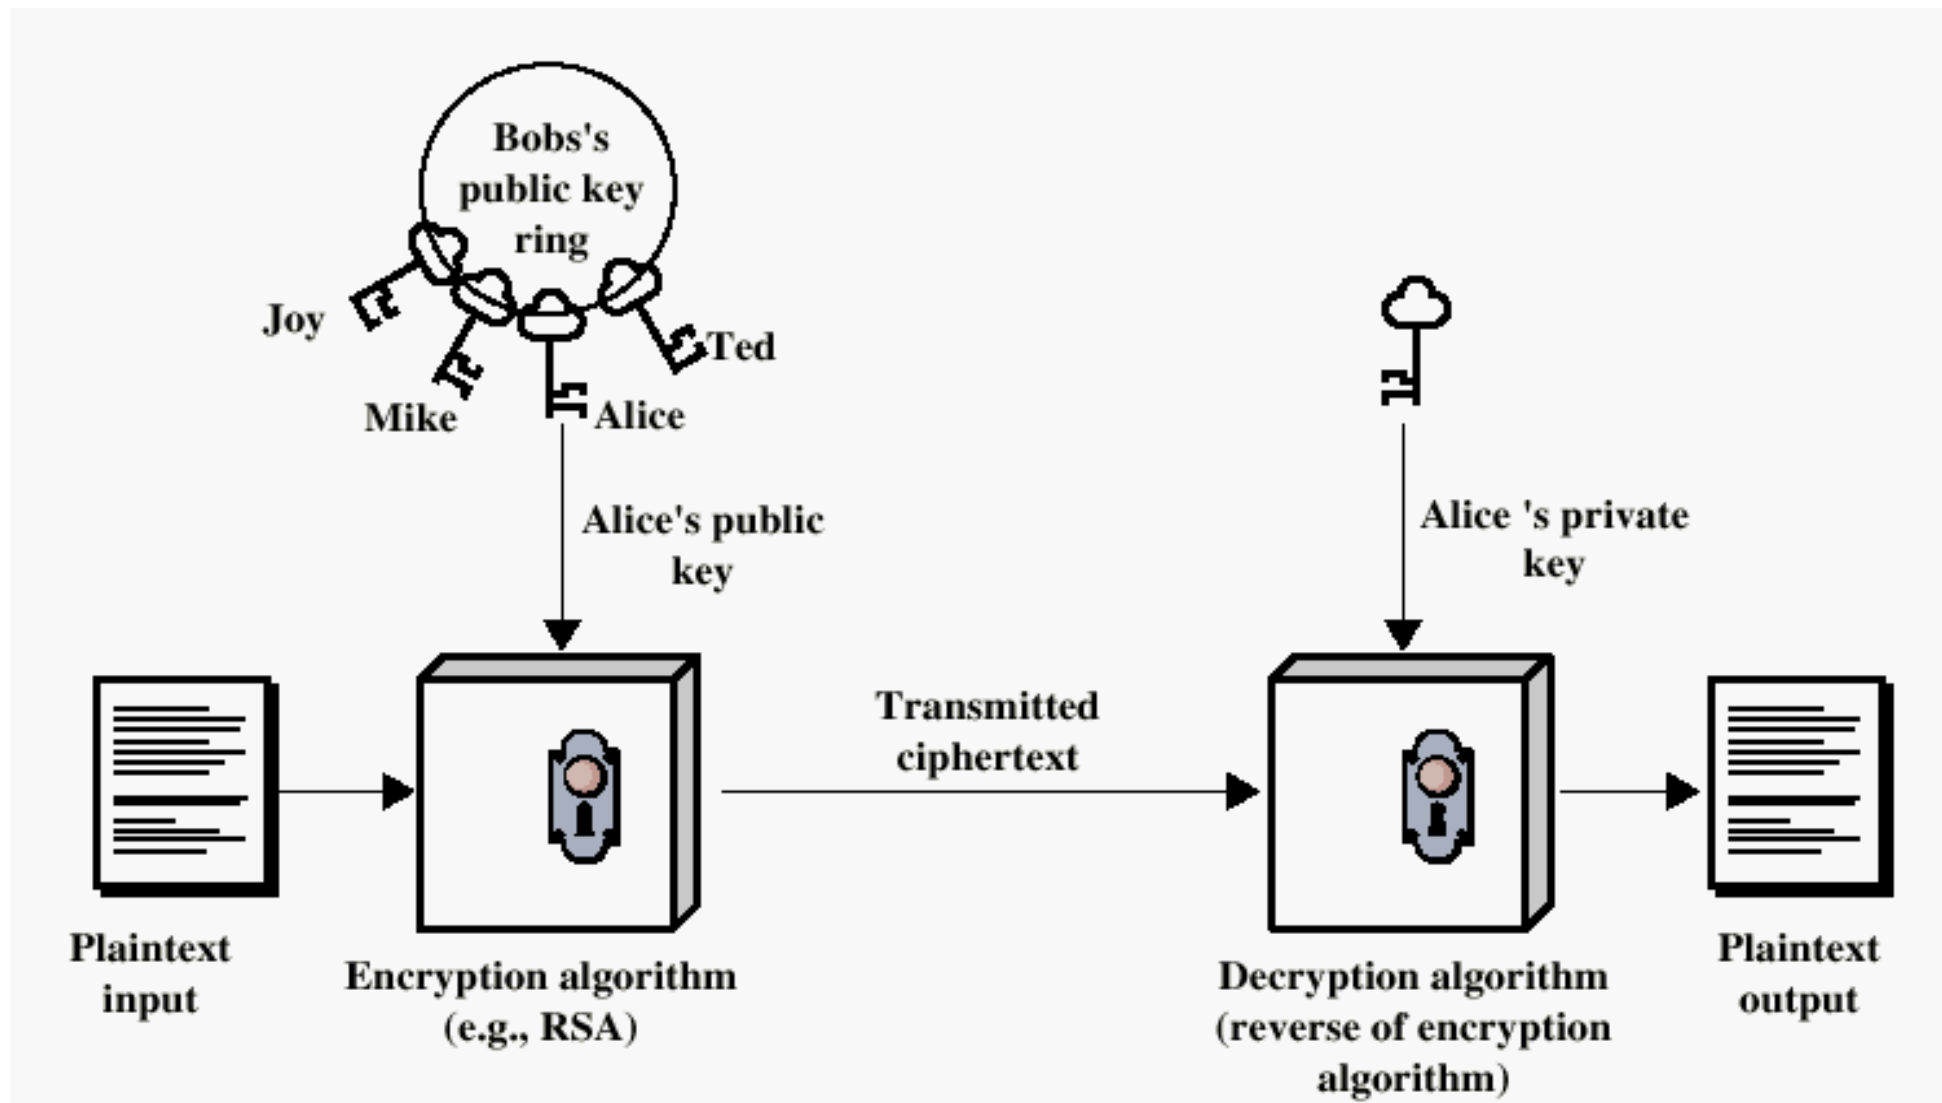 Bobs's
public key
ring
Joy
Ted
Mike
Alice
Alice's public
key
Alice 's private
key
Transmitted
ciphertext
Plaintext
input
Encryption algorithm
(e.g., RSA)
Decryption algorithm
(reverse of encryption
algorithm)
Plaintext
output